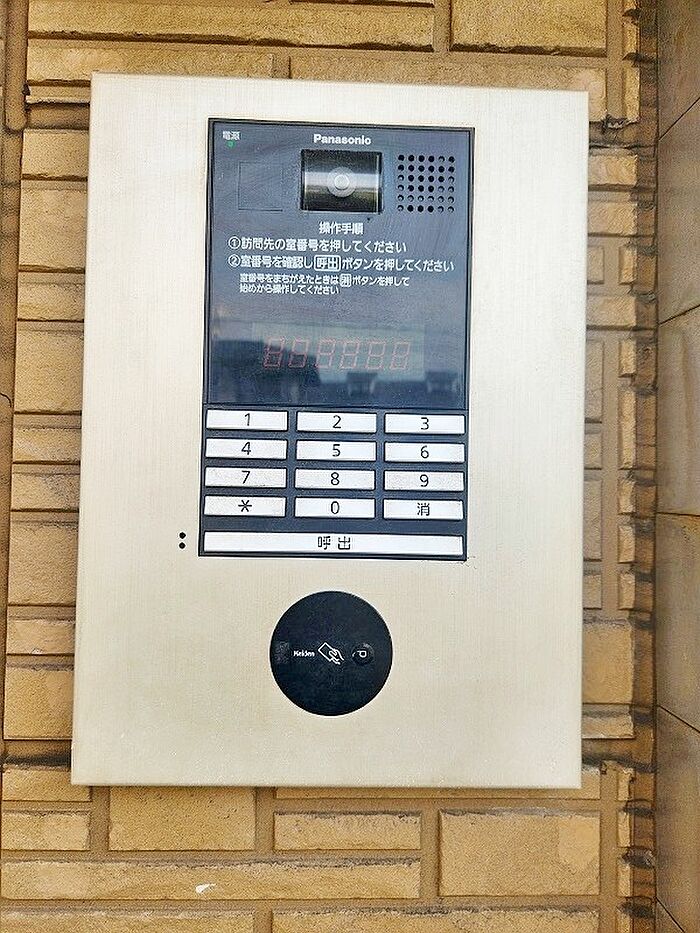 電源
Panasonic
操作手順
①訪問先の室番号を押してください
②室番号を確認し呼出ボタンを押してください
室番号をまちがえたときは消ボタンを押して
始めから操作してください
1 2 3
4 5 6
7 8 9
* 0 消
呼出
Keiden